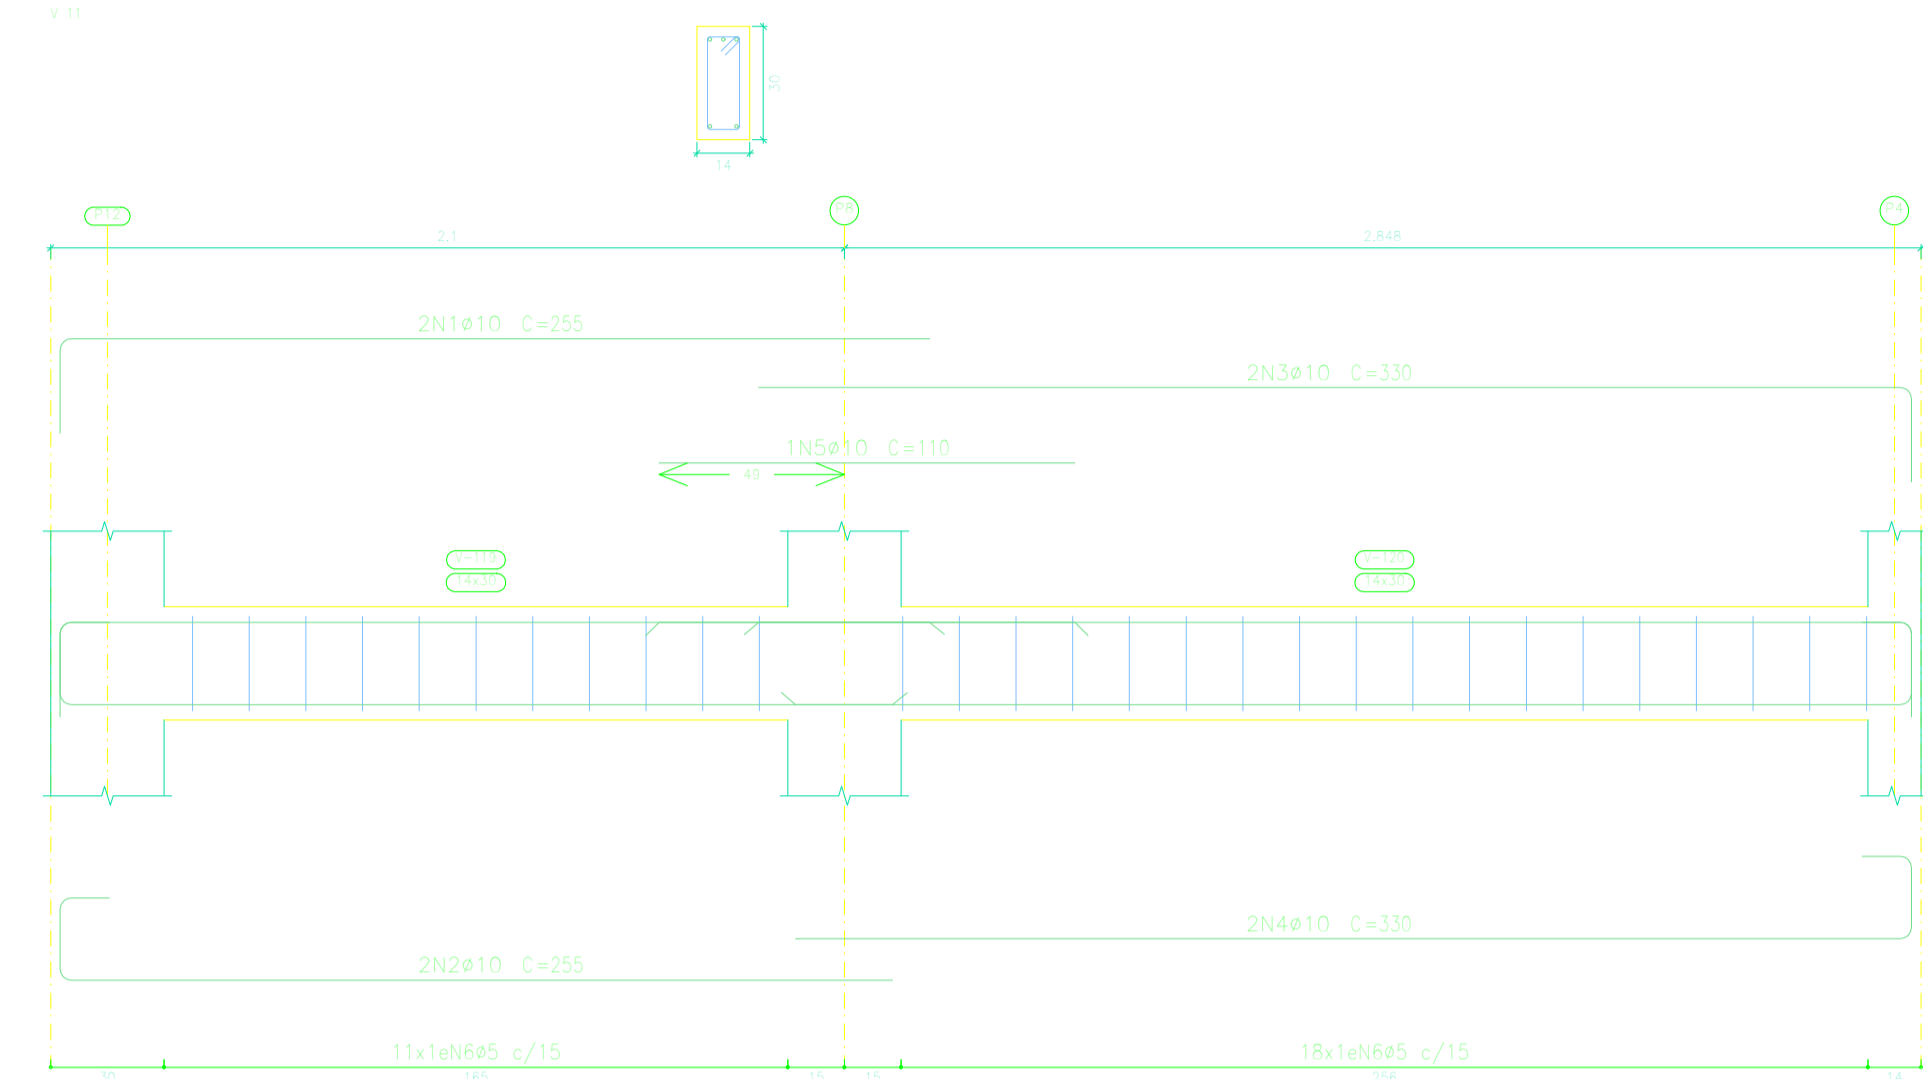 V 11
30
14
P12
P8
P4
2.1
2.848
2N1ø10 C=255
2N3ø10 C=330
1N5ø10 C=110
49
V-119
14x30
V-120
14x30
2N4ø10 C=330
2N2ø10 C=255
11x1eN6ø5 c/15
18x1eN6ø5 c/15
30
165
15
15
256
14